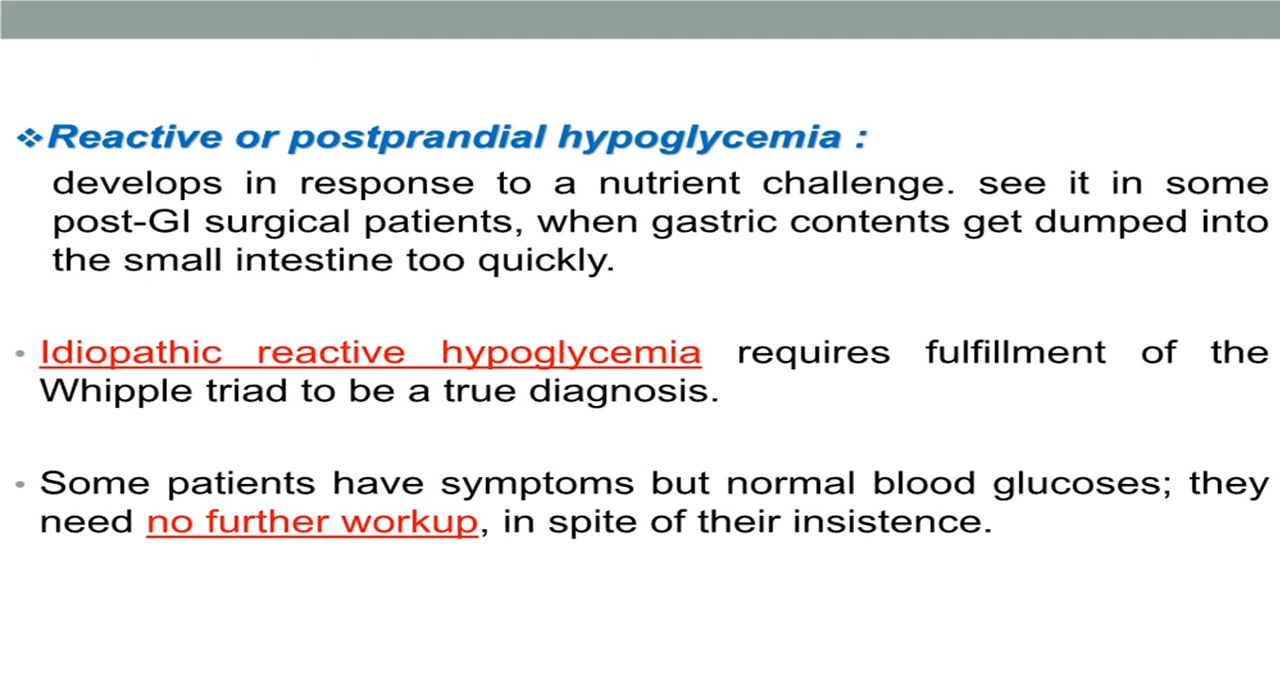 ❖Reactive or postprandial hypoglycemia :
develops in response to a nutrient challenge. see it in some
post-GI surgical patients, when gastric contents get dumped into
the small intestine too quickly.
• Idiopathic reactive hypoglycemia requires fulfillment of the
Whipple triad to be a true diagnosis.
• Some patients have symptoms but normal blood glucoses; they
need no further workup, in spite of their insistence.